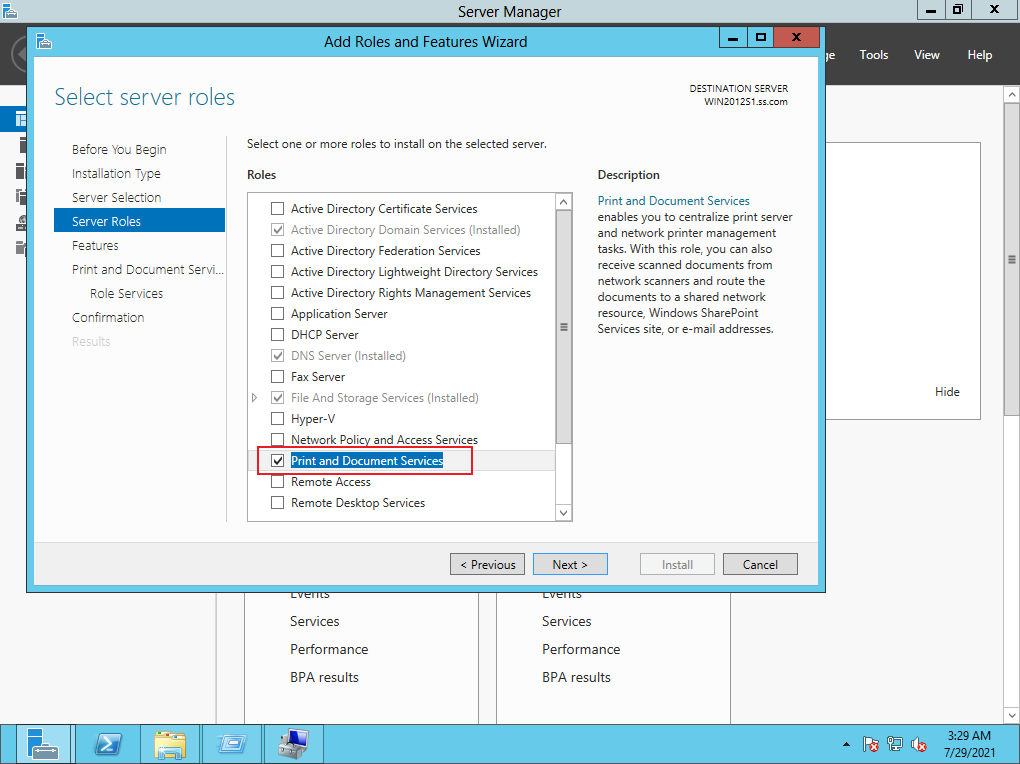 Server Manager
Add Roles and Features Wizard
Tools
View
Help
Select server roles
DESTINATION SERVER
WIN2012S1.ss.com
Before You Begin
Installation Type
Server Selection
Server Roles
Features
Print and Document Servi...
Role Services
Confirmation
Results
Select one or more roles to install on the selected server.
Roles
Active Directory Certificate Services
Active Directory Domain Services (Installed)
Active Directory Federation Services
Active Directory Lightweight Directory Services
Active Directory Rights Management Services
Application Server
DHCP Server
DNS Server (Installed)
Fax Server
File And Storage Services (Installed)
Hyper-V
Network Policy and Access Services
Print and Document Services
Remote Access
Remote Desktop Services
Description
Print and Document Services
enables you to centralize print server
and network printer management
tasks. With this role, you can also
receive scanned documents from
network scanners and route the
documents to a shared network
resource, Windows SharePoint
Services site, or e-mail addresses.
Hide
< Previous
Next >
Install
Cancel
Events
Services
Performance
BPA results
Events
Services
Performance
BPA results
3:29 AM
7/29/2021